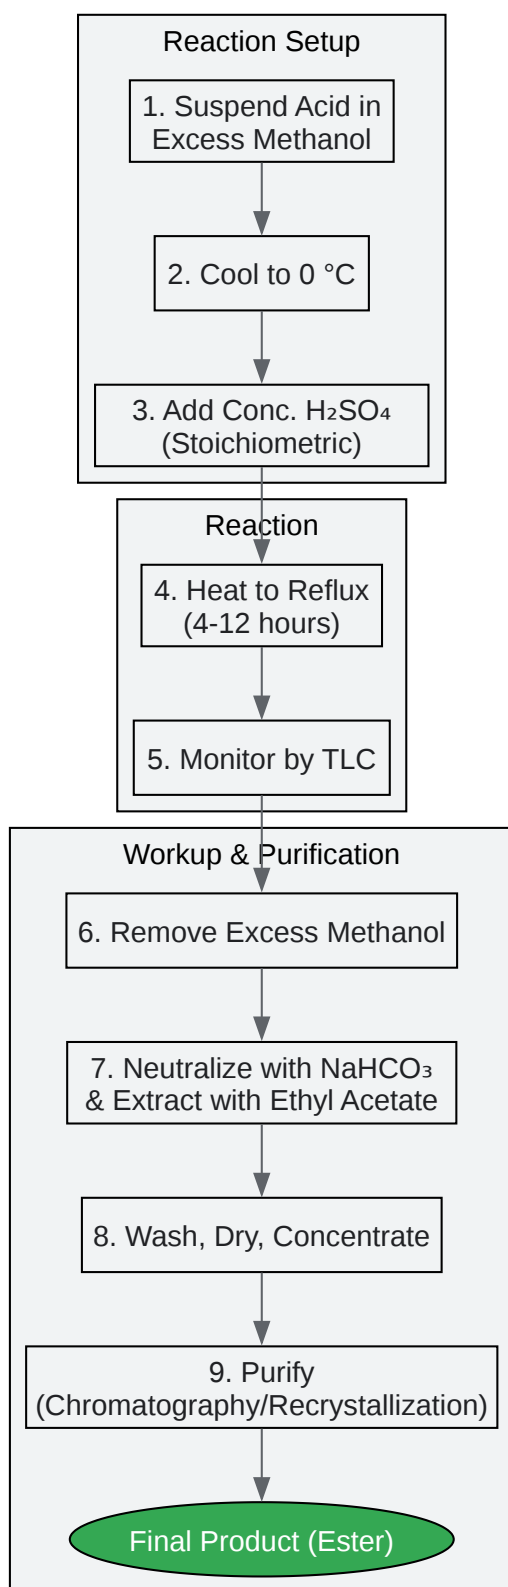 Reaction Setup
1. Suspend Acid in
Excess Methanol
2. Cool to 0 °C
3. Add Conc. H₂SO₄
(Stoichiometric)
Reaction
4. Heat to Reflux
(4-12 hours)
5. Monitor by TLC
Workup & Purification
6. Remove Excess Methanol
7. Neutralize with NaHCO₃
& Extract with Ethyl Acetate
8. Wash, Dry, Concentrate
9. Purify
(Chromatography/Recrystallization)
Final Product (Ester)